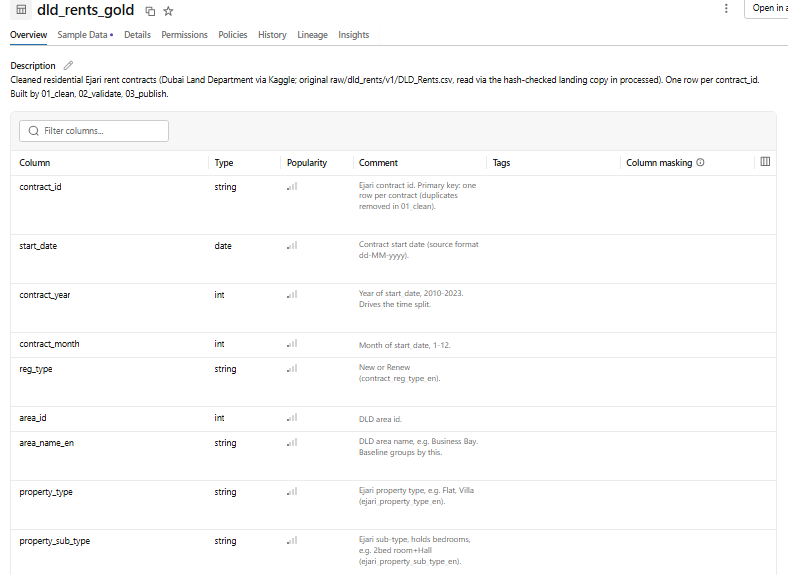 dld_rents_gold
Open in a
Overview Sample Data Details Permissions Policies History Lineage Insights
Description
Cleaned residential Ejari rent contracts (Dubai Land Department via Kaggle; original raw/dld_rents/v1/DLD_Rents.csv, read via the hash-checked landing copy in processed). One row per contract_id.
Built by 01_clean, 02_validate, 03_publish.
Filter columns...
Column Type Popularity Comment Tags Column masking
contract_id string Ejari contract id. Primary key: one
row per contract (duplicates
removed in 01_clean).
start_date date Contract start date (source format
dd-MM-yyyy).
contract_year int Year of start_date, 2010-2023.
Drives the time split.
contract_month int Month of start_date, 1-12.
reg_type string New or Renew
(contract_reg_type_en).
area_id int DLD area id.
area_name_en string DLD area name, e.g. Business Bay.
Baseline groups by this.
property_type string Ejari property type, e.g. Flat, Villa
(ejari_property_type_en).
property_sub_type string Ejari sub-type, holds bedrooms,
e.g. 2bed room+Hall
(ejari_property_sub_type_en).